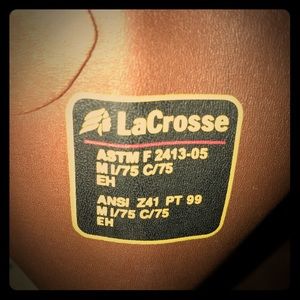 LaCrosse
ASTM F 2413-05
M I/75 C/75
EH
ANSI Z41 PT 99
M I/75 C/75
EH